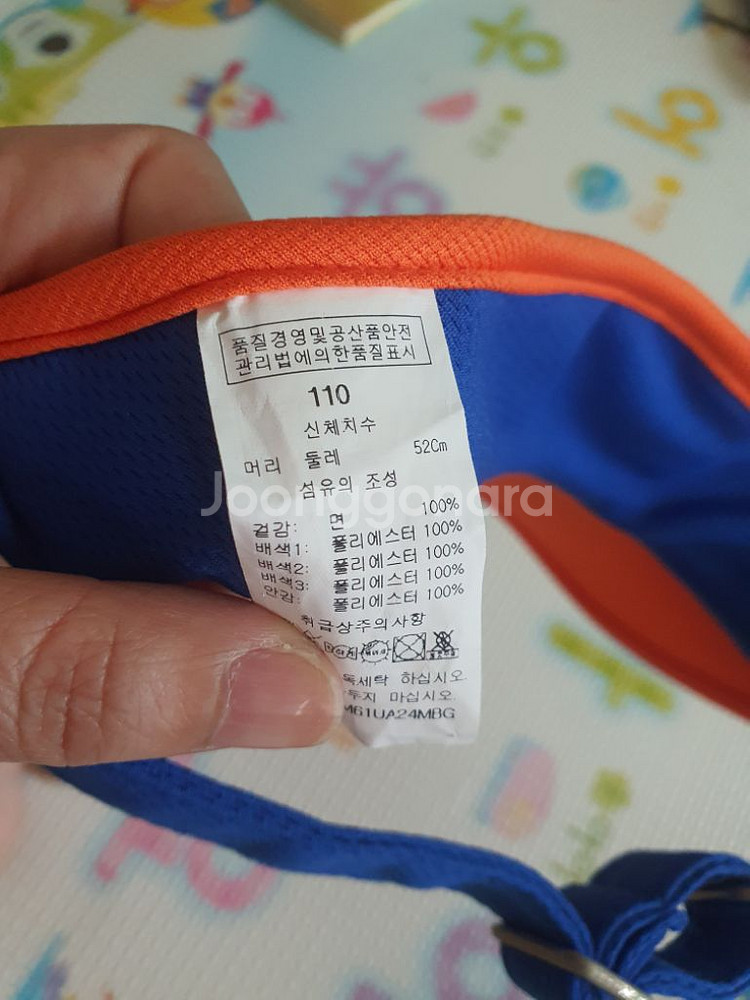 품질경영및공산품안전
관리법에의한품질표시
110
신체치수
머리 둘레 52Cm
섬유의 조성
겉감: 면 100%
배색1: 폴리에스터 100%
배색2: 폴리에스터 100%
배색3: 폴리에스터 100%
안감: 폴리에스터 100%
취급상주의사항
독세탁 하십시오.
두지 마십시오.
M61UA24MBG
Joonggonara